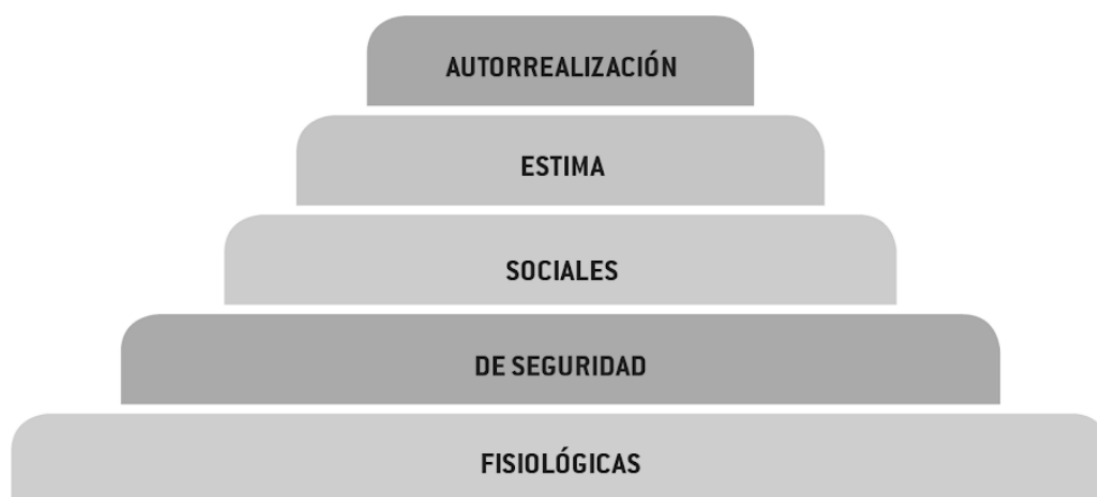 AUTORREALIZACIÓN
ESTIMA
SOCIALES
DE SEGURIDAD
FISIOLÓGICAS